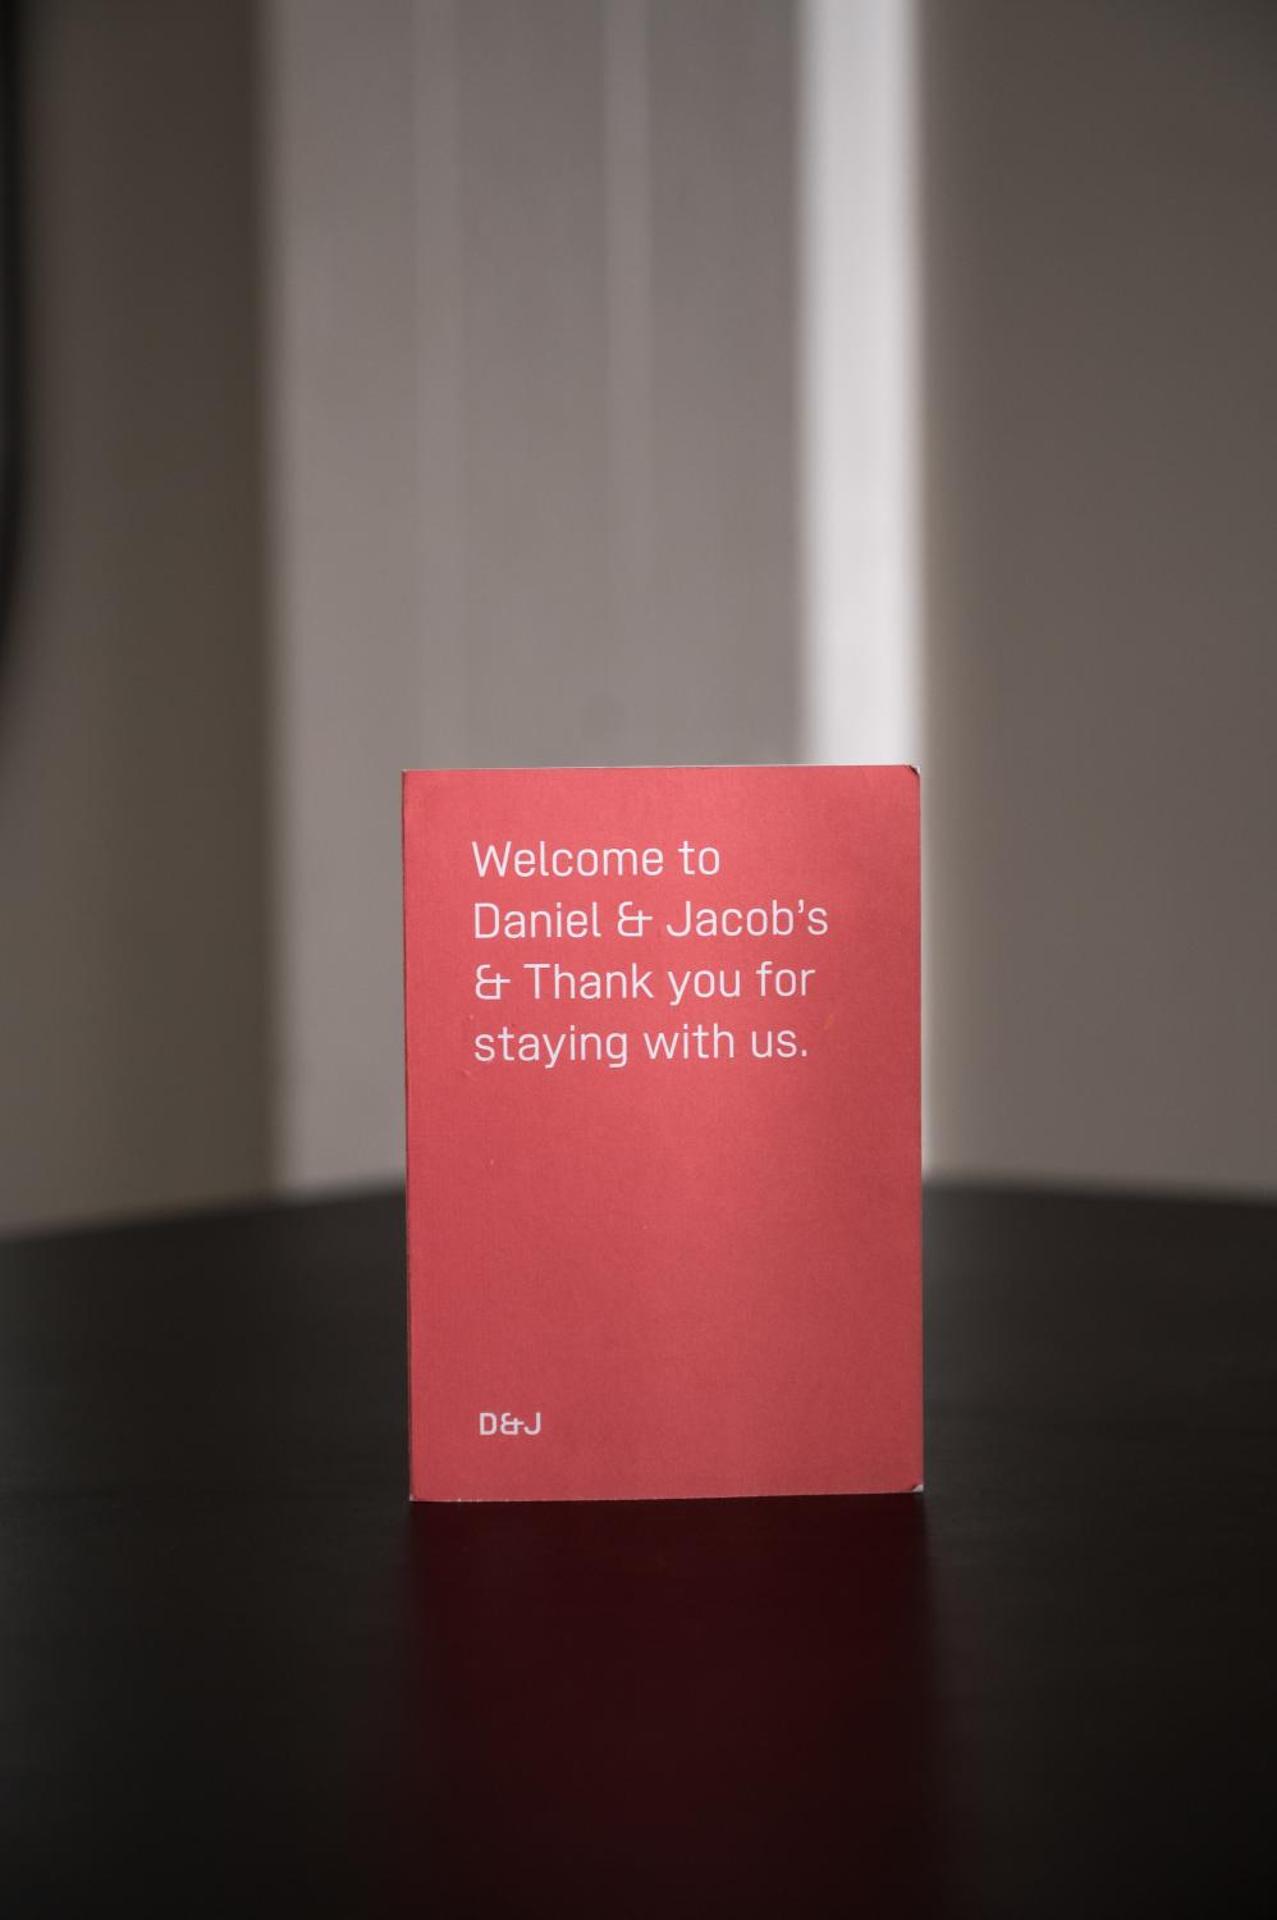 Welcome to
Daniel & Jacob’s
& Thank you for
staying with us.
D&J